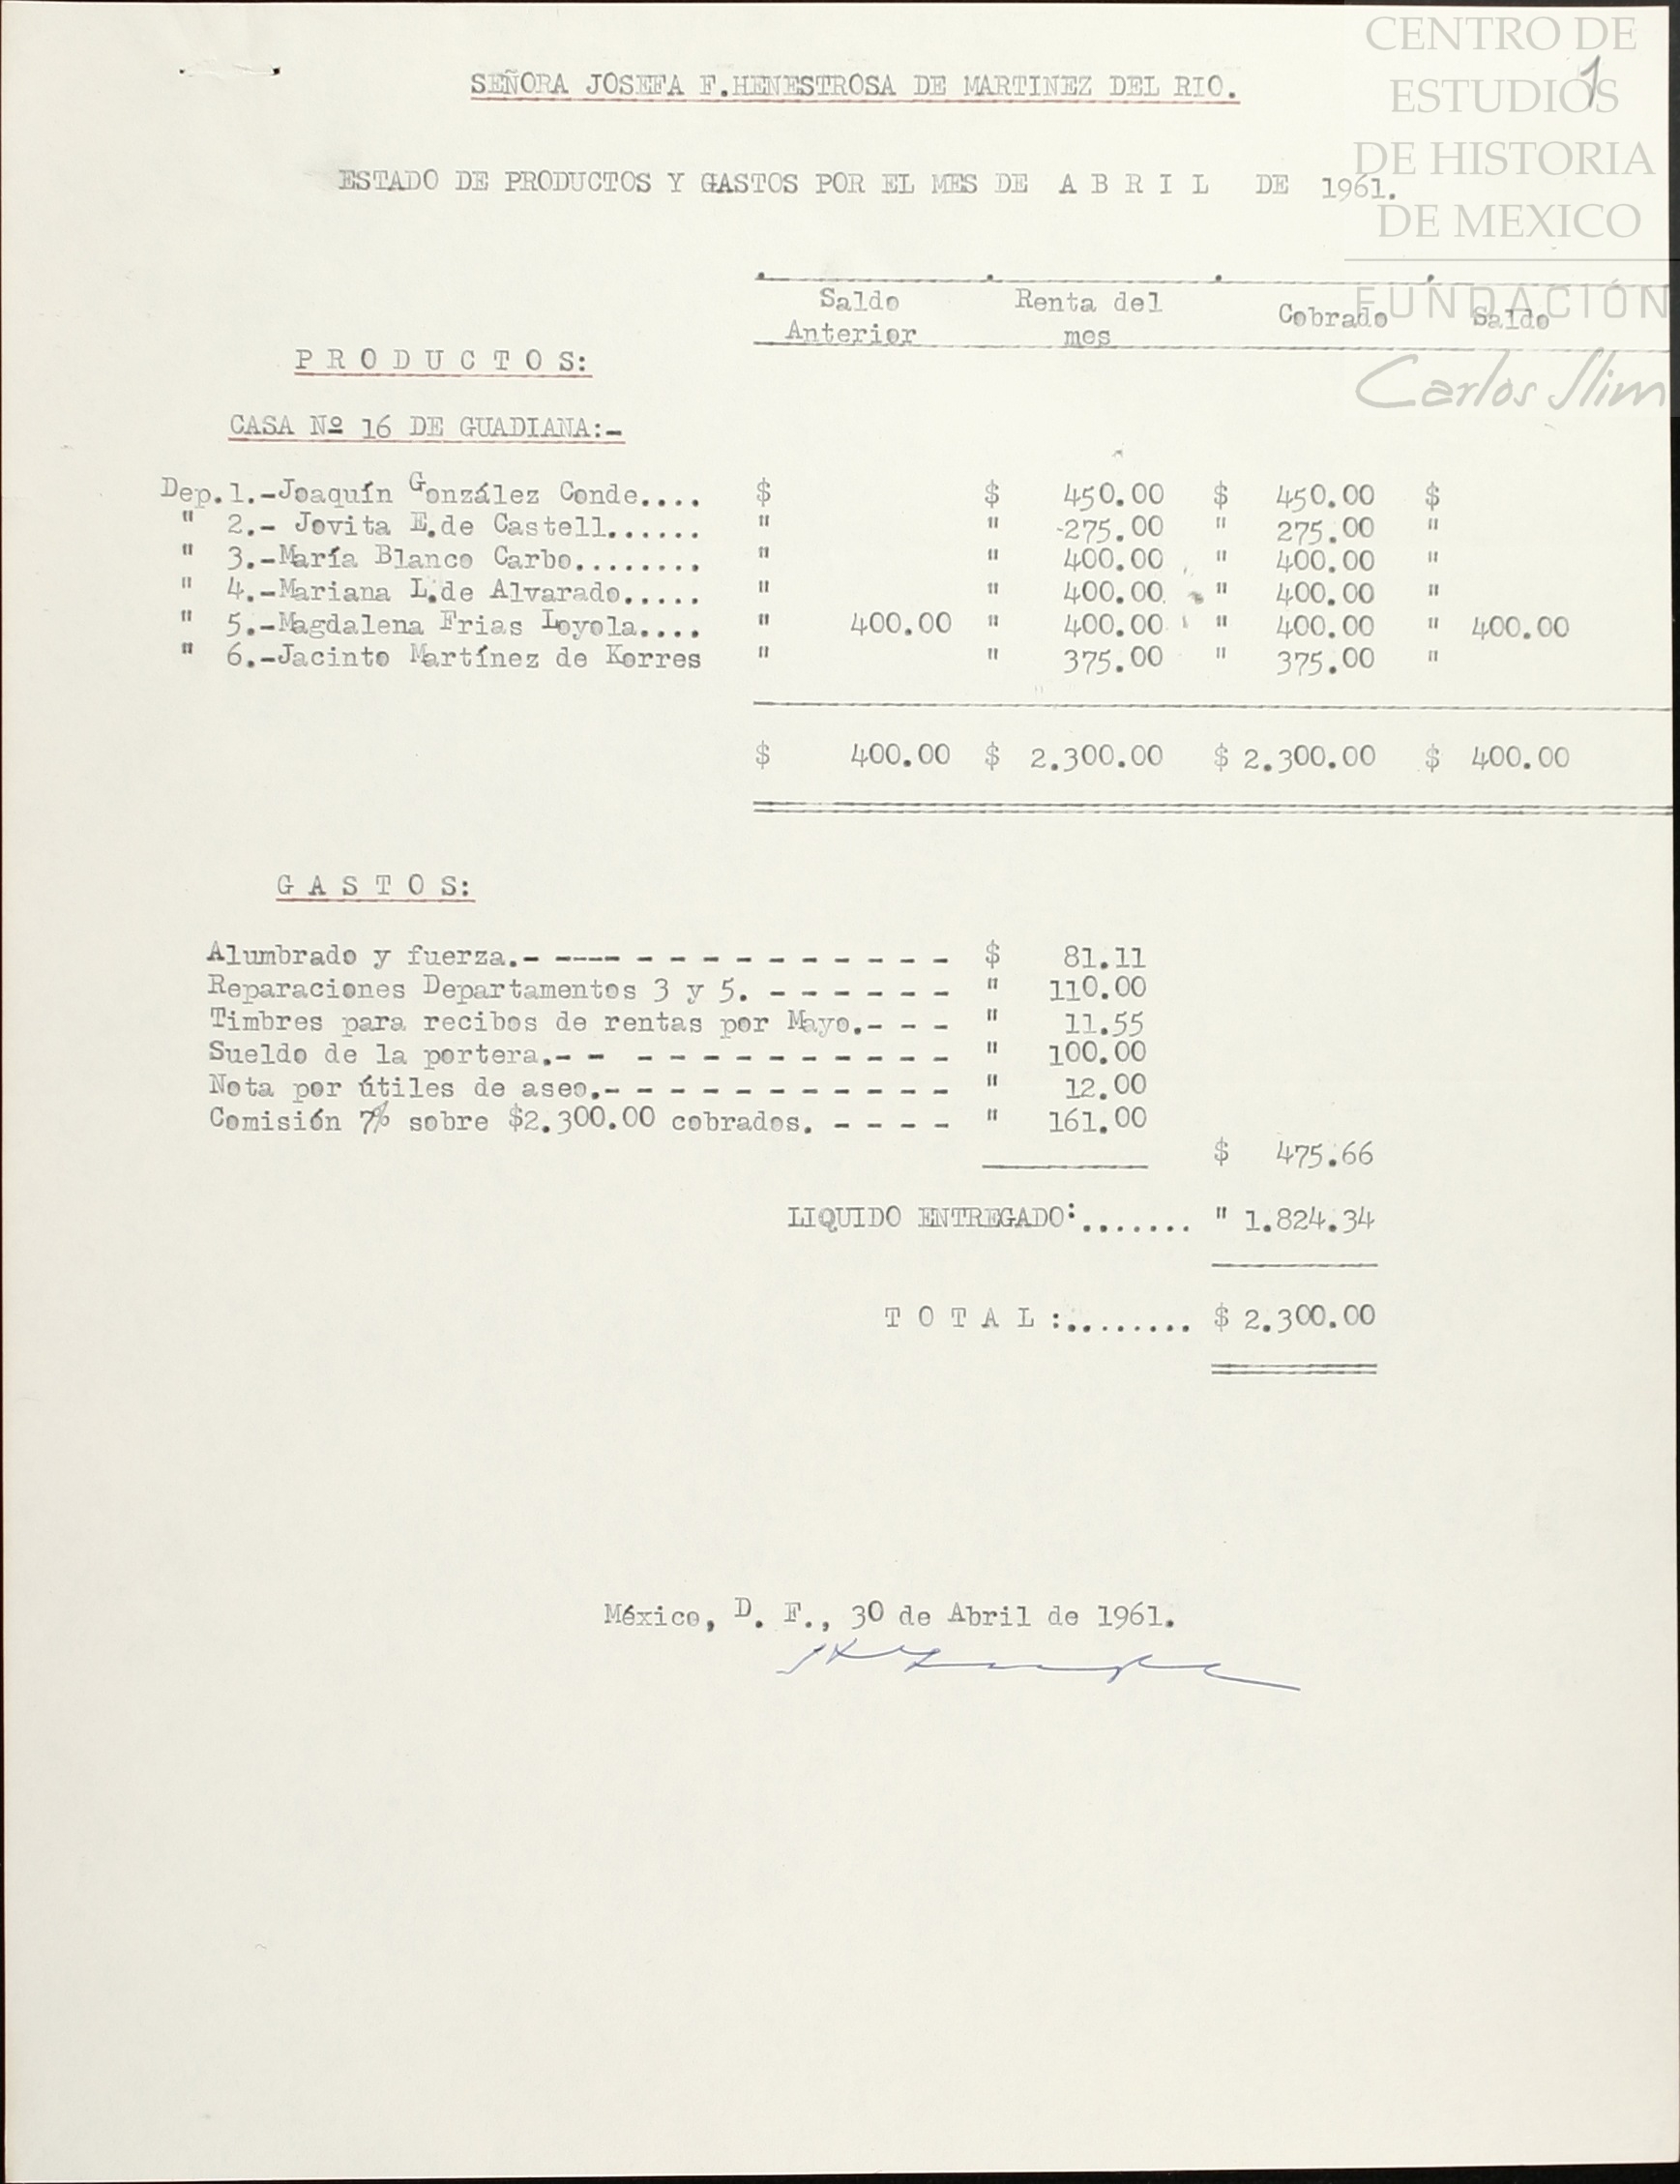 CENTRO DE
ESTUDIOS
DE HISTORIA
DE MEXICO
FUNDACIÓN
Carlos Slim
1
SEÑORA JOSEFA F.HENESTROSA DE MARTINEZ DEL RIO.
ESTADO DE PRODUCTOS Y GASTOS POR EL MES DE A B R I L DE 1961.
Saldo Renta del
Anterior mes Cobrado Saldo
P R O D U C T O S:
CASA Nº 16 DE GUADIANA:-
Dep.1.-Joaquín González Conde.... $ $ 450.00 $ 450.00 $
" 2.- Jovita E.de Castell...... " " 275.00 " 275.00 "
" 3.-María Blanco Carbo........ " " 400.00 " 400.00 "
" 4.-Mariana L.de Alvarado..... " " 400.00 " 400.00 "
" 5.-Magdalena Frias Loyola.... " 400.00 " 400.00 " 400.00 " 400.00
" 6.-Jacinto Martínez de Korres " " 375.00 " 375.00 "
$ 400.00 $ 2.300.00 $ 2.300.00 $ 400.00
G A S T O S:
Alumbrado y fuerza.- ---- - - - - - - - - - - $ 81.11
Reparaciones Departamentos 3 y 5. - - - - - - " 110.00
Timbres para recibos de rentas por Mayo.- - - " 11.55
Sueldo de la portera.- - - - - - - - - - - - " 100.00
Nota por útiles de aseo.- - - - - - - - - - - " 12.00
Comisión 7% sobre $2.300.00 cobrados. - - - - " 161.00
$ 475.66
LIQUIDO ENTREGADO:....... " 1.824.34
T O T A L :........ $ 2.300.00
México, D. F., 30 de Abril de 1961.